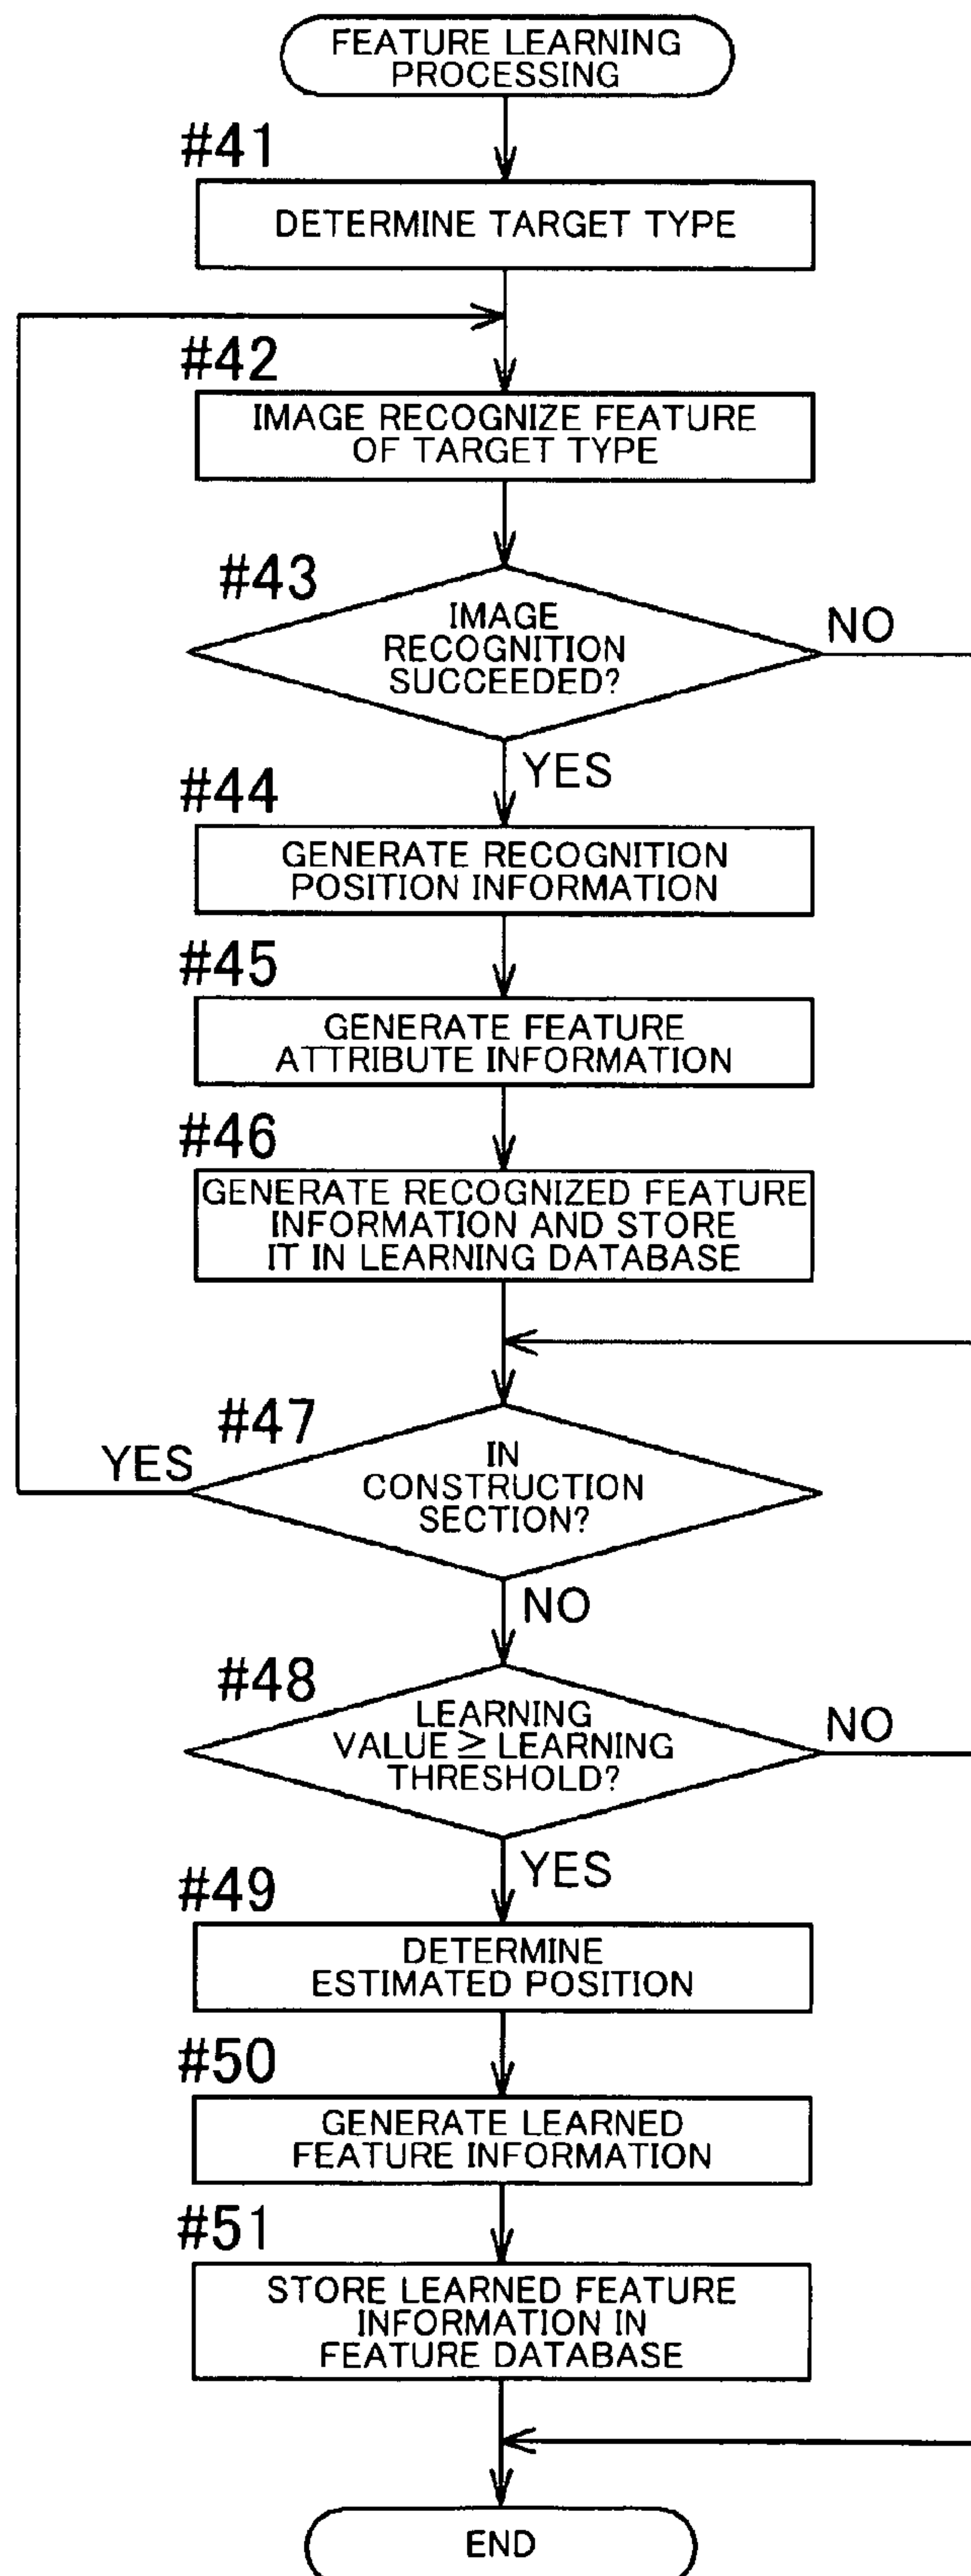 FEATURE LEARNING
PROCESSING
#41
DETERMINE TARGET TYPE
#42
IMAGE RECOGNIZE FEATURE
OF TARGET TYPE
#43
IMAGE
RECOGNITION
SUCCEEDED?
NO
YES
#44
GENERATE RECOGNITION
POSITION INFORMATION
#45
GENERATE FEATURE
ATTRIBUTE INFORMATION
#46
GENERATE RECOGNIZED FEATURE
INFORMATION AND STORE
IT IN LEARNING DATABASE
#47
YES
IN
CONSTRUCTION
SECTION?
NO
#48
LEARNING
VALUE ≥ LEARNING
THRESHOLD?
NO
YES
#49
DETERMINE
ESTIMATED POSITION
#50
GENERATE LEARNED
FEATURE INFORMATION
#51
STORE LEARNED FEATURE
INFORMATION IN
FEATURE DATABASE
END